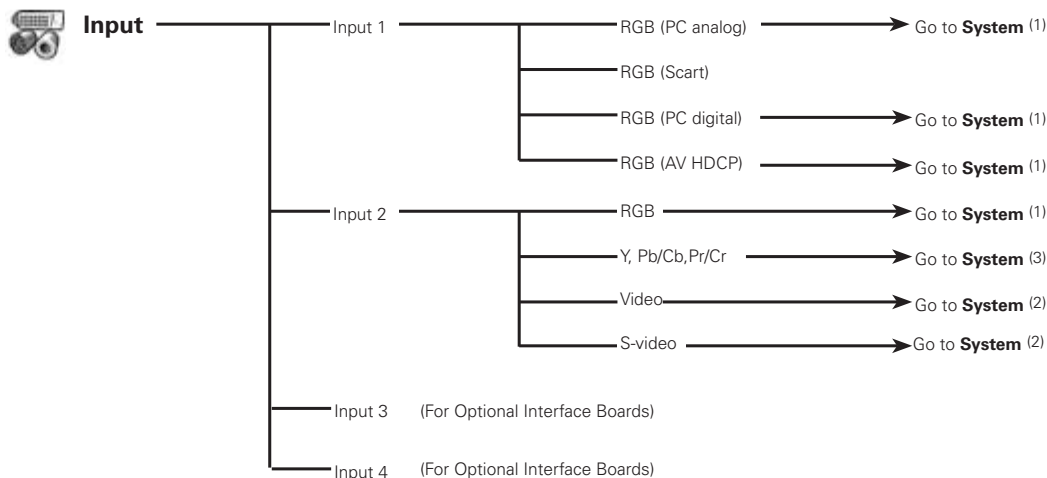 Input
Input 1
RGB (PC analog)
Go to System (1)
RGB (Scart)
RGB (PC digital)
Go to System (1)
RGB (AV HDCP)
Go to System (1)
Input 2
RGB
Go to System (1)
Y, Pb/Cb,Pr/Cr
Go to System (3)
Video
Go to System (2)
S-video
Go to System (2)
Input 3 (For Optional Interface Boards)
Input 4 (For Optional Interface Boards)